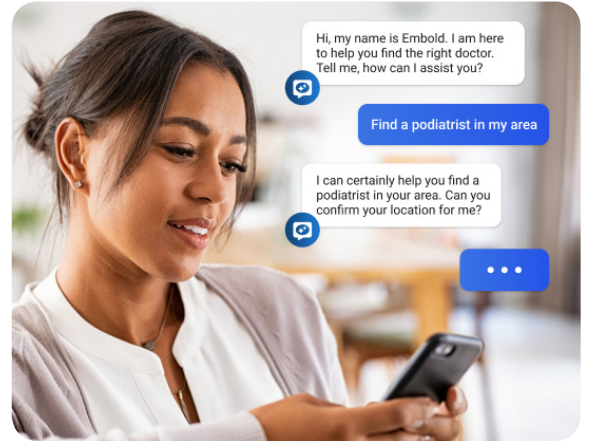 Hi, my name is Embold. I am here
to help you find the right doctor.
Tell me, how can I assist you?
Find a podiatrist in my area
I can certainly help you find a
podiatrist in your area. Can you
confirm your location for me?